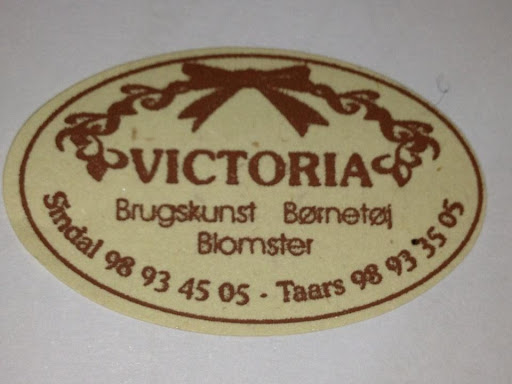 VICTORIA
Brugskunst Børnetøj
Blomster
Sindal 98 93 45 05 - Taars 98 93 35 05